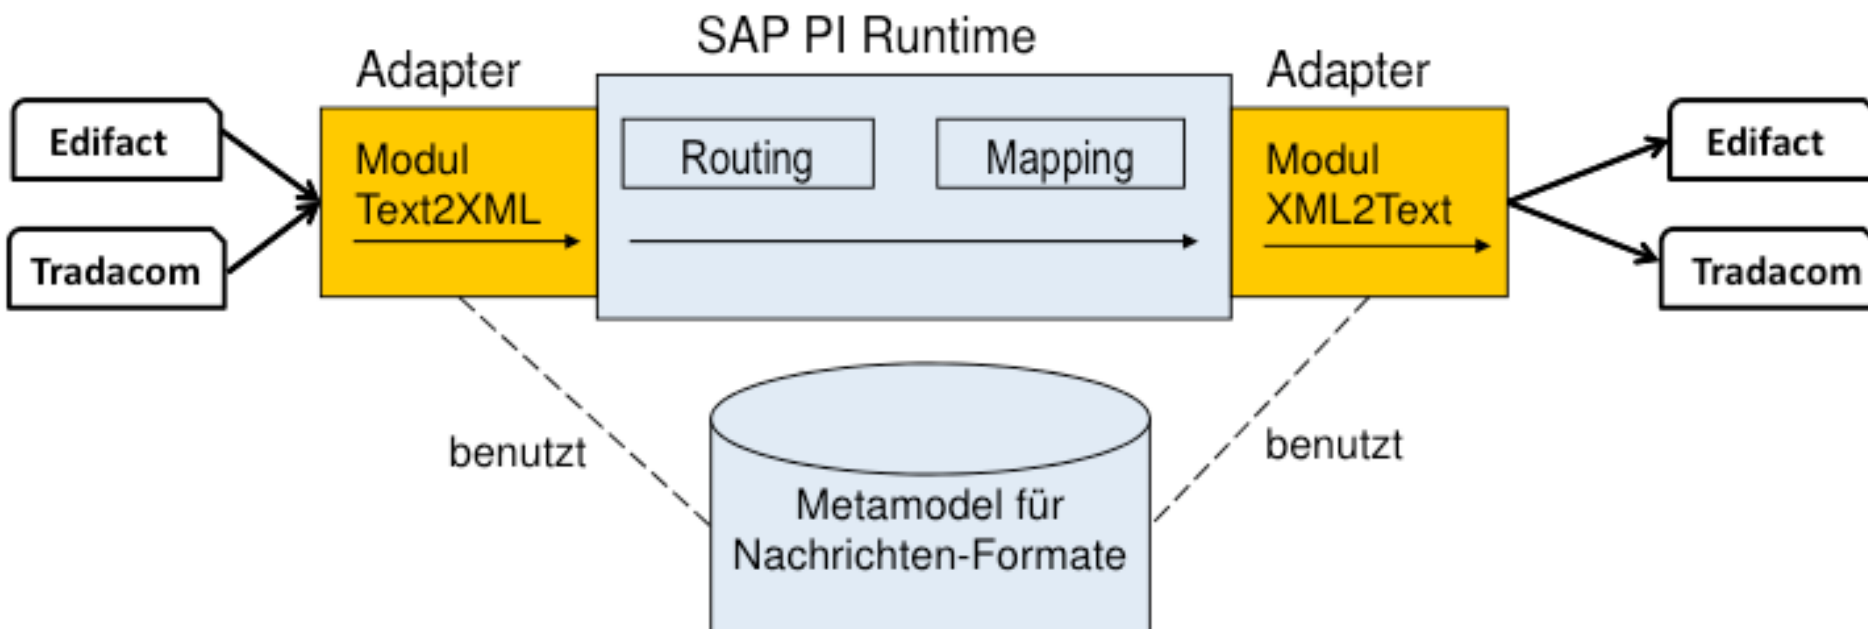 SAP PI Runtime
Adapter
Adapter
Edifact
Tradacom
Modul
Text2XML
Routing
Mapping
Modul
XML2Text
Edifact
Tradacom
benutzt
benutzt
Metamodel für
Nachrichten-Formate